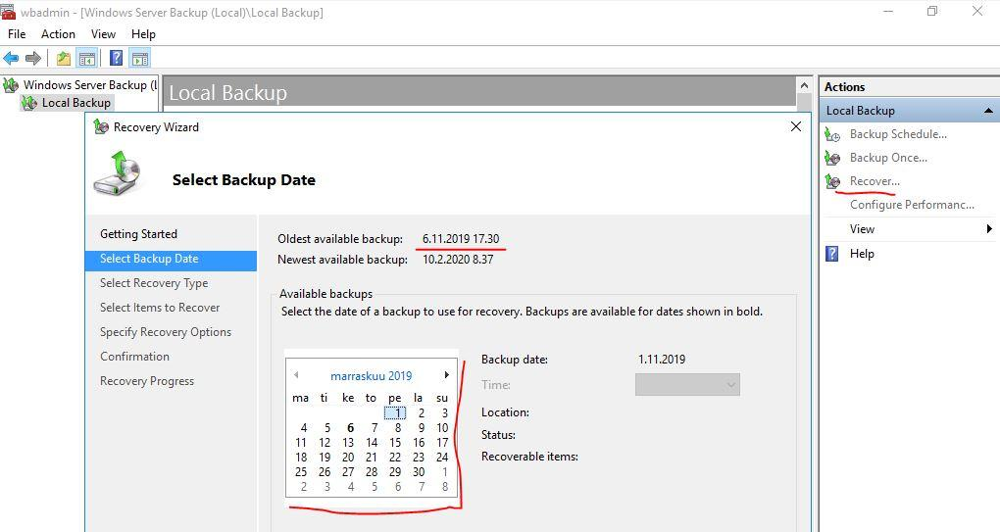 wbadmin - [Windows Server Backup (Local)\Local Backup]
File Action View Help
Windows Server Backup (L
Local Backup
Local Backup
Recovery Wizard
Select Backup Date
Getting Started
Select Backup Date
Select Recovery Type
Select Items to Recover
Specify Recovery Options
Confirmation
Recovery Progress
Oldest available backup: 6.11.2019 17.30
Newest available backup: 10.2.2020 8.37
Available backups
Select the date of a backup to use for recovery. Backups are available for dates shown in bold.
marraskuu 2019
ma ti ke to pe la su
1 2 3
4 5 6 7 8 9 10
11 12 13 14 15 16 17
18 19 20 21 22 23 24
25 26 27 28 29 30 1
2 3 4 5 6 7 8
Backup date: 1.11.2019
Time:
Location:
Status:
Recoverable items:
Actions
Local Backup
Backup Schedule...
Backup Once...
Recover...
Configure Performanc...
View
Help